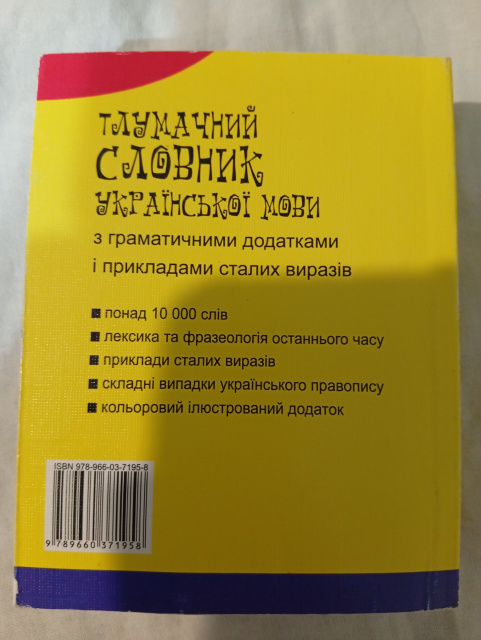 ТЛУМАЧНИЙ
СЛОВНИК
УКРАЇНСЬКОЇ МОВИ
з граматичними додатками
і прикладами сталих виразів
понад 10 000 слів
лексика та фразеологія останнього часу
приклади сталих виразів
складні випадки українського правопису
кольоровий ілюстрований додаток
ISBN 978-966-03-7195-8
9 789660 371958